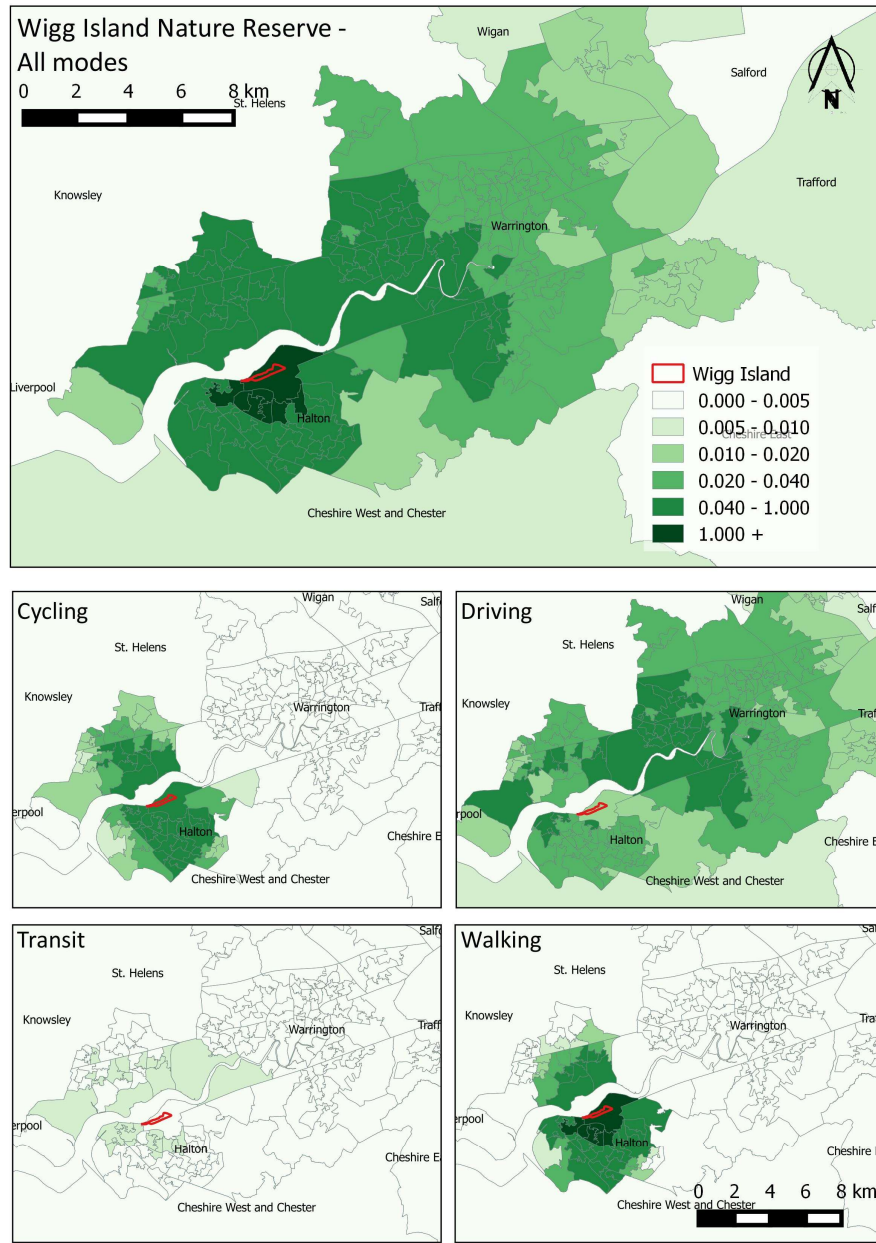 Wigg Island Nature Reserve -
All modes
0 2 4 6 8 km
St. Helens
Wigan
Salford
N
Knowsley
Trafford
Warrington
Liverpool
Halton
Cheshire West and Chester
Wigg Island
0.000 - 0.005
0.005 - 0.010
Cheshire East
0.010 - 0.020
0.020 - 0.040
0.040 - 1.000
1.000 +
Cycling
Wigan
Salf
St. Helens
Knowsley
Warrington
Traff
erpool
Halton
Cheshire E
Cheshire West and Chester
Driving
Wigan
Salf
St. Helens
Knowsley
Warrington
Traf
erpool
Halton
Cheshire E
Cheshire West and Chester
Transit
Salf
St. Helens
Knowsley
Warrington
Traff
erpool
Halton
Cheshire Ea
Cheshire West and Chester
Walking
Salf
St. Helens
Knowsley
Warrington
Traf
erpool
Halton
Cheshire E
Cheshire West and Chester
0 2 4 6 8 km